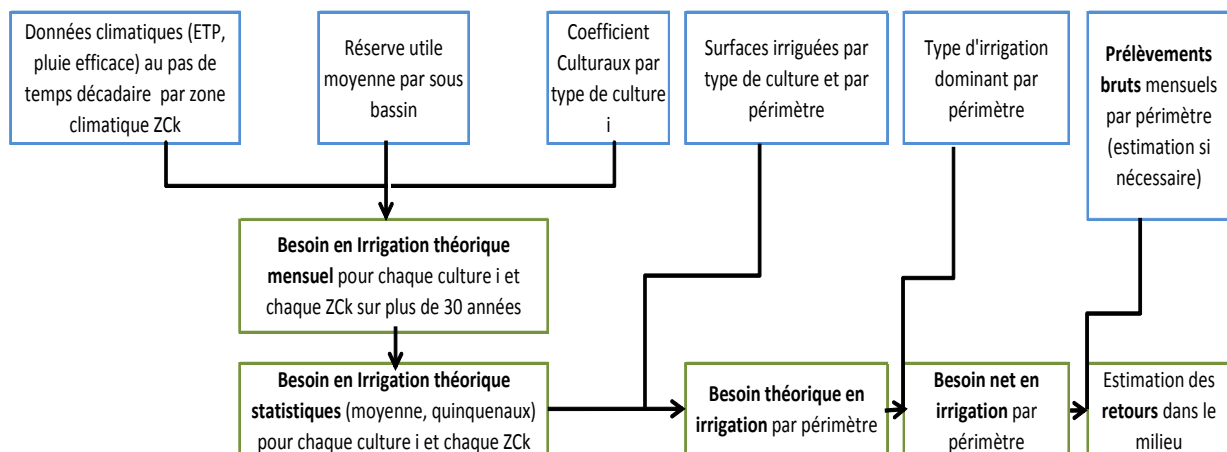 Données climatiques (ETP,
pluie efficace) au pas de
temps décadaire par zone
climatique ZCk
Réserve utile
moyenne par sous
bassin
Coefficient
Culturaux par
type de culture
i
Surfaces irriguées par
type de culture et par
périmètre
Type d'irrigation
dominant par
périmètre
Prélèvements
bruts mensuels
par périmètre
(estimation si
nécessaire)
Besoin en Irrigation théorique
mensuel pour chaque culture i et
chaque ZCk sur plus de 30 années
Besoin en Irrigation théorique
statistiques (moyenne, quinquenaux)
pour chaque culture i et chaque ZCk
Besoin théorique en
irrigation par périmètre
Besoin net en
irrigation par
périmètre
Estimation des
retours dans le
milieu